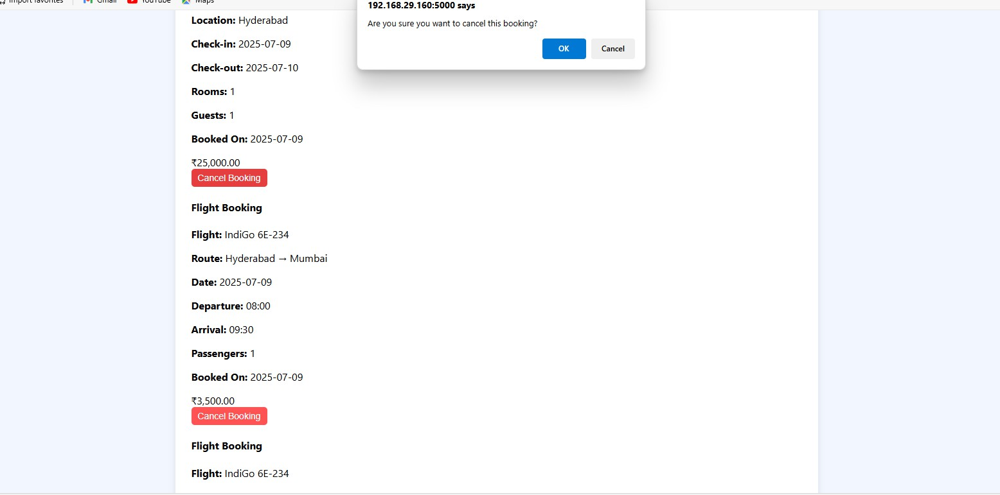 Import favorites Gmail YouTube Maps
192.168.29.160:5000 says
Are you sure you want to cancel this booking?
OK Cancel
Location: Hyderabad
Check-in: 2025-07-09
Check-out: 2025-07-10
Rooms: 1
Guests: 1
Booked On: 2025-07-09
₹25,000.00
Cancel Booking
Flight Booking
Flight: IndiGo 6E-234
Route: Hyderabad → Mumbai
Date: 2025-07-09
Departure: 08:00
Arrival: 09:30
Passengers: 1
Booked On: 2025-07-09
₹3,500.00
Cancel Booking
Flight Booking
Flight: IndiGo 6E-234